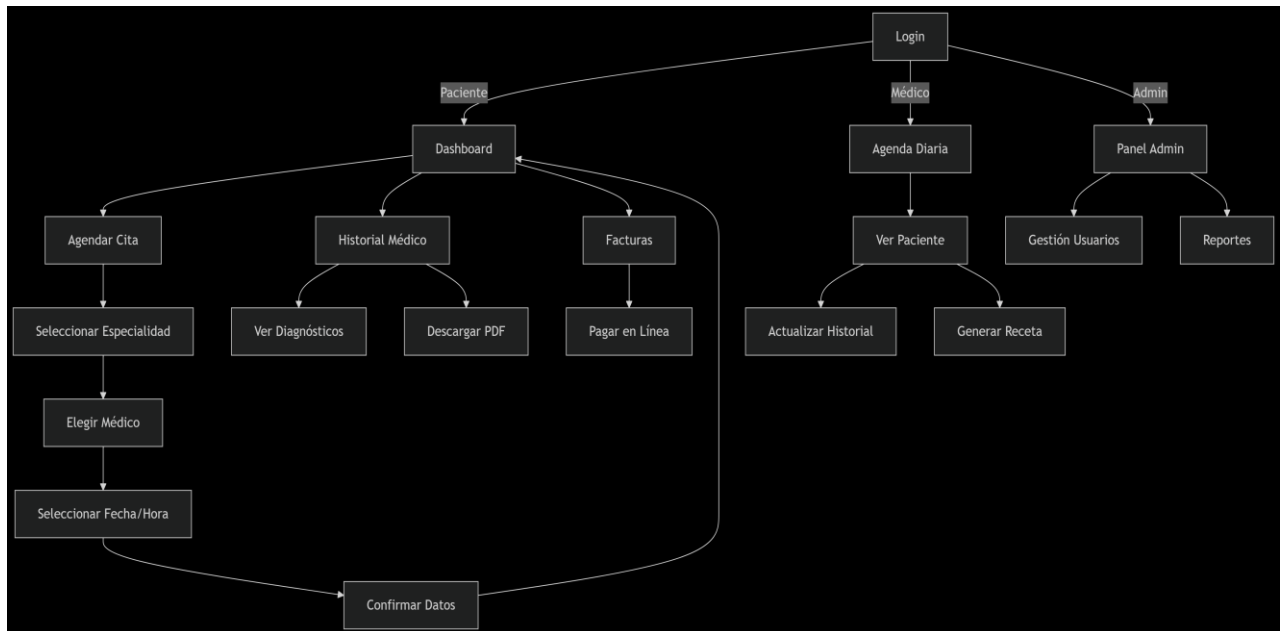 Login
Paciente
Médico
Admin
Dashboard
Agenda Diaria
Panel Admin
Agendar Cita
Historial Médico
Facturas
Ver Paciente
Gestión Usuarios
Reportes
Seleccionar Especialidad
Ver Diagnósticos
Descargar PDF
Pagar en Línea
Actualizar Historial
Generar Receta
Elegir Médico
Seleccionar Fecha/Hora
Confirmar Datos